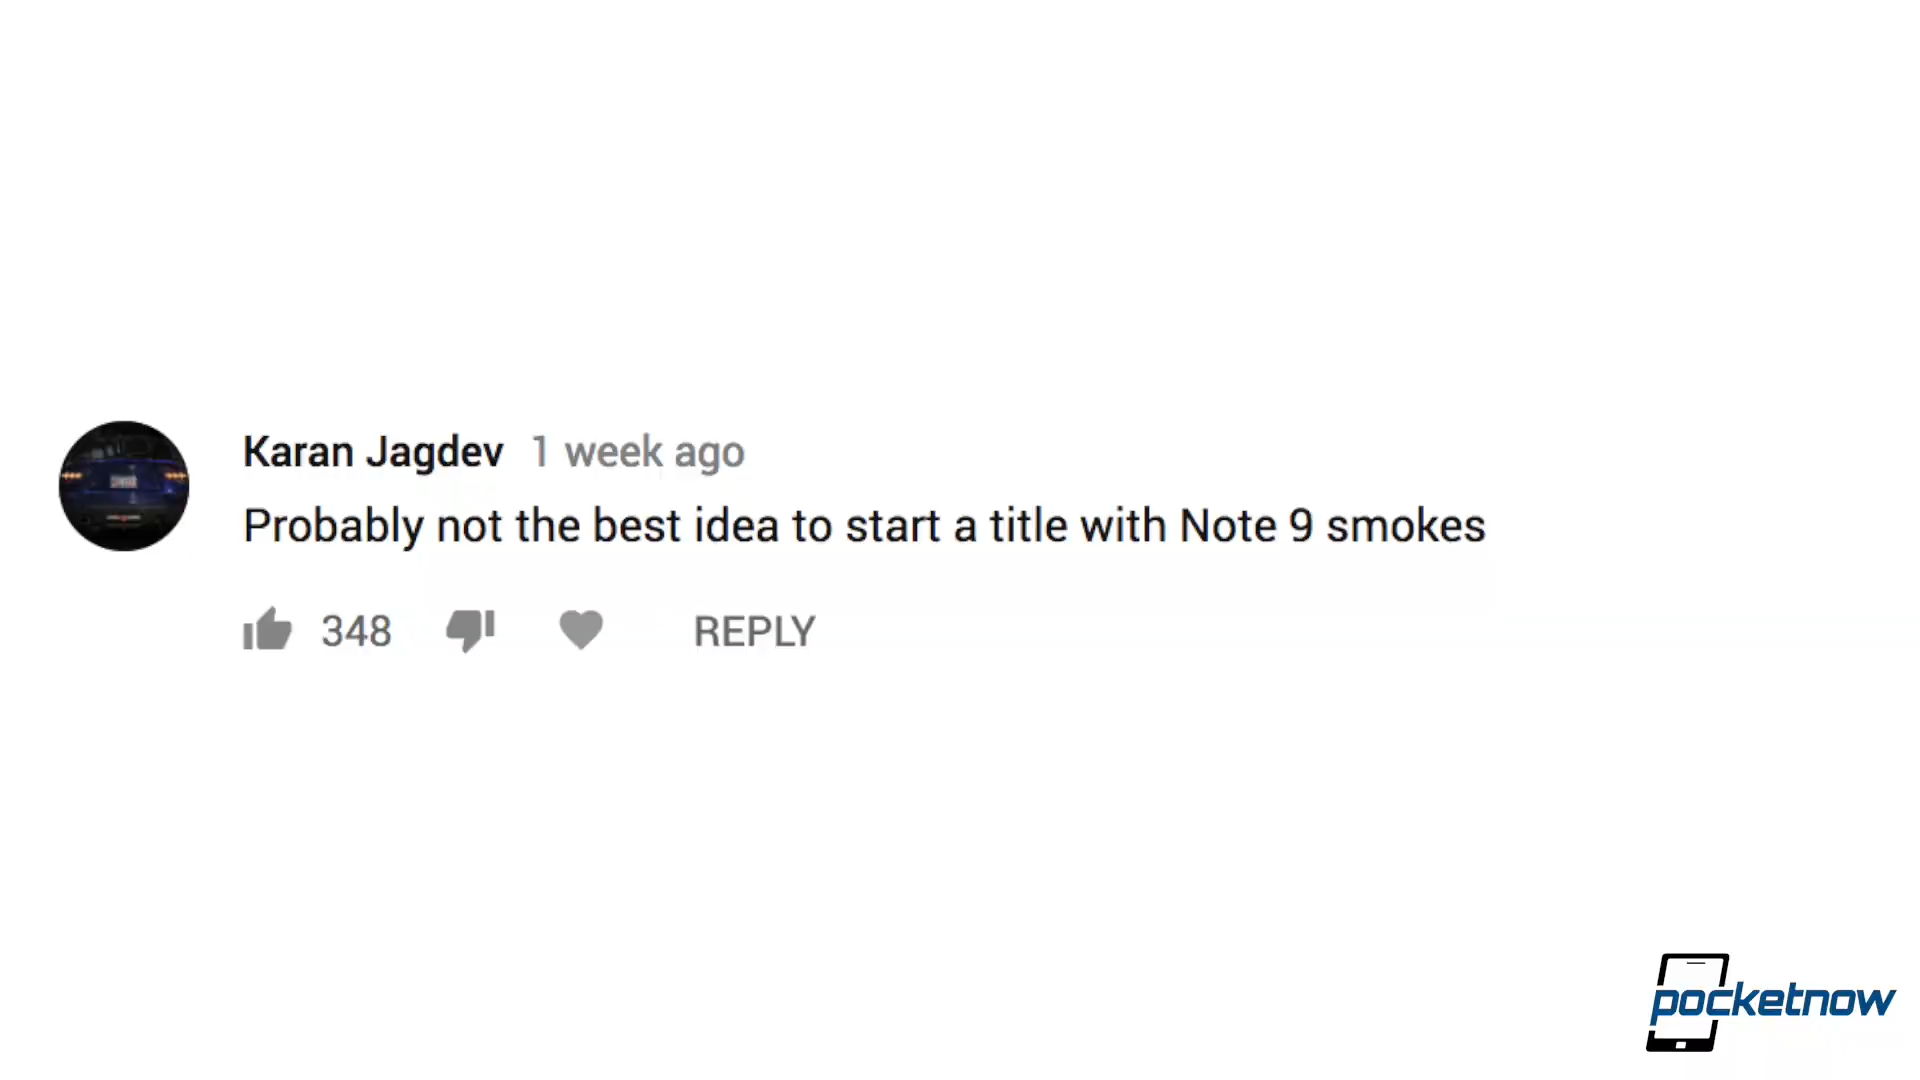 Karan Jagdev 1 week ago
Probably not the best idea to start a title with Note 9 smokes
348 REPLY
pocketnow